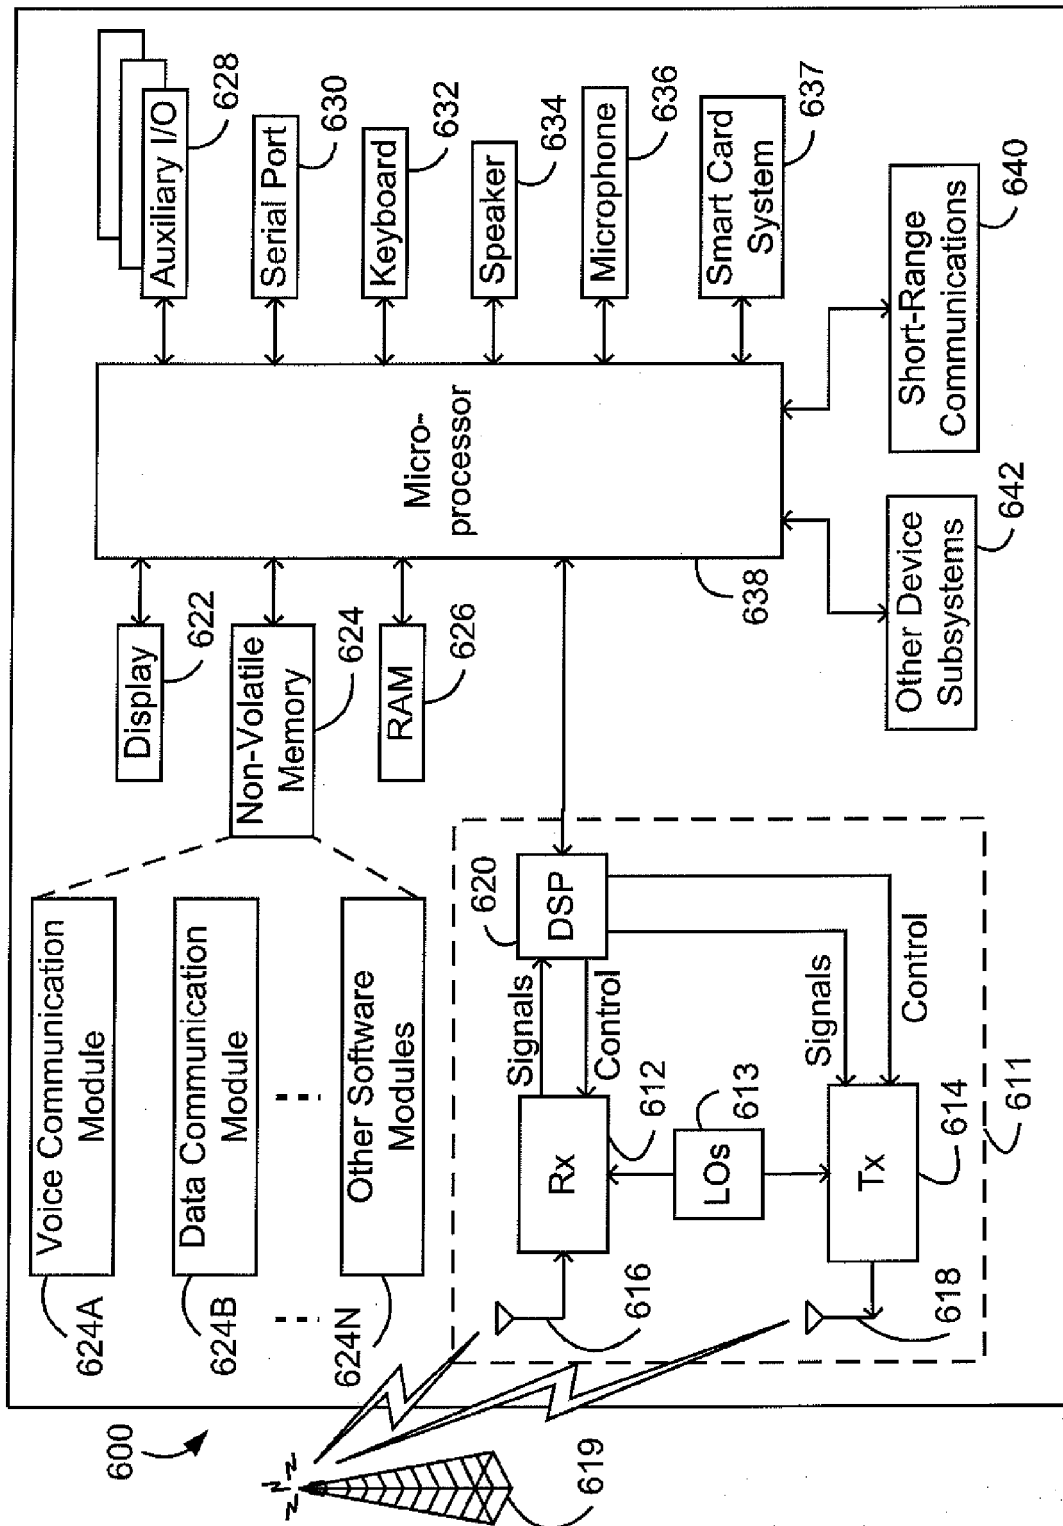 600
619
Voice Communication
Module
624A
Data Communication
Module
624B
Other Software
Modules
624N
Display
622
Non-Volatile
Memory
624
RAM
626
Micro-
processor
638
Auxiliary I/O
628
Serial Port
630
Keyboard
632
Speaker
634
Microphone
636
Smart Card
System
637
Short-Range
Communications
640
Other Device
Subsystems
642
DSP
620
Signals
Control
Rx
612
LOs
613
Tx
614
Signals
Control
616
618
611